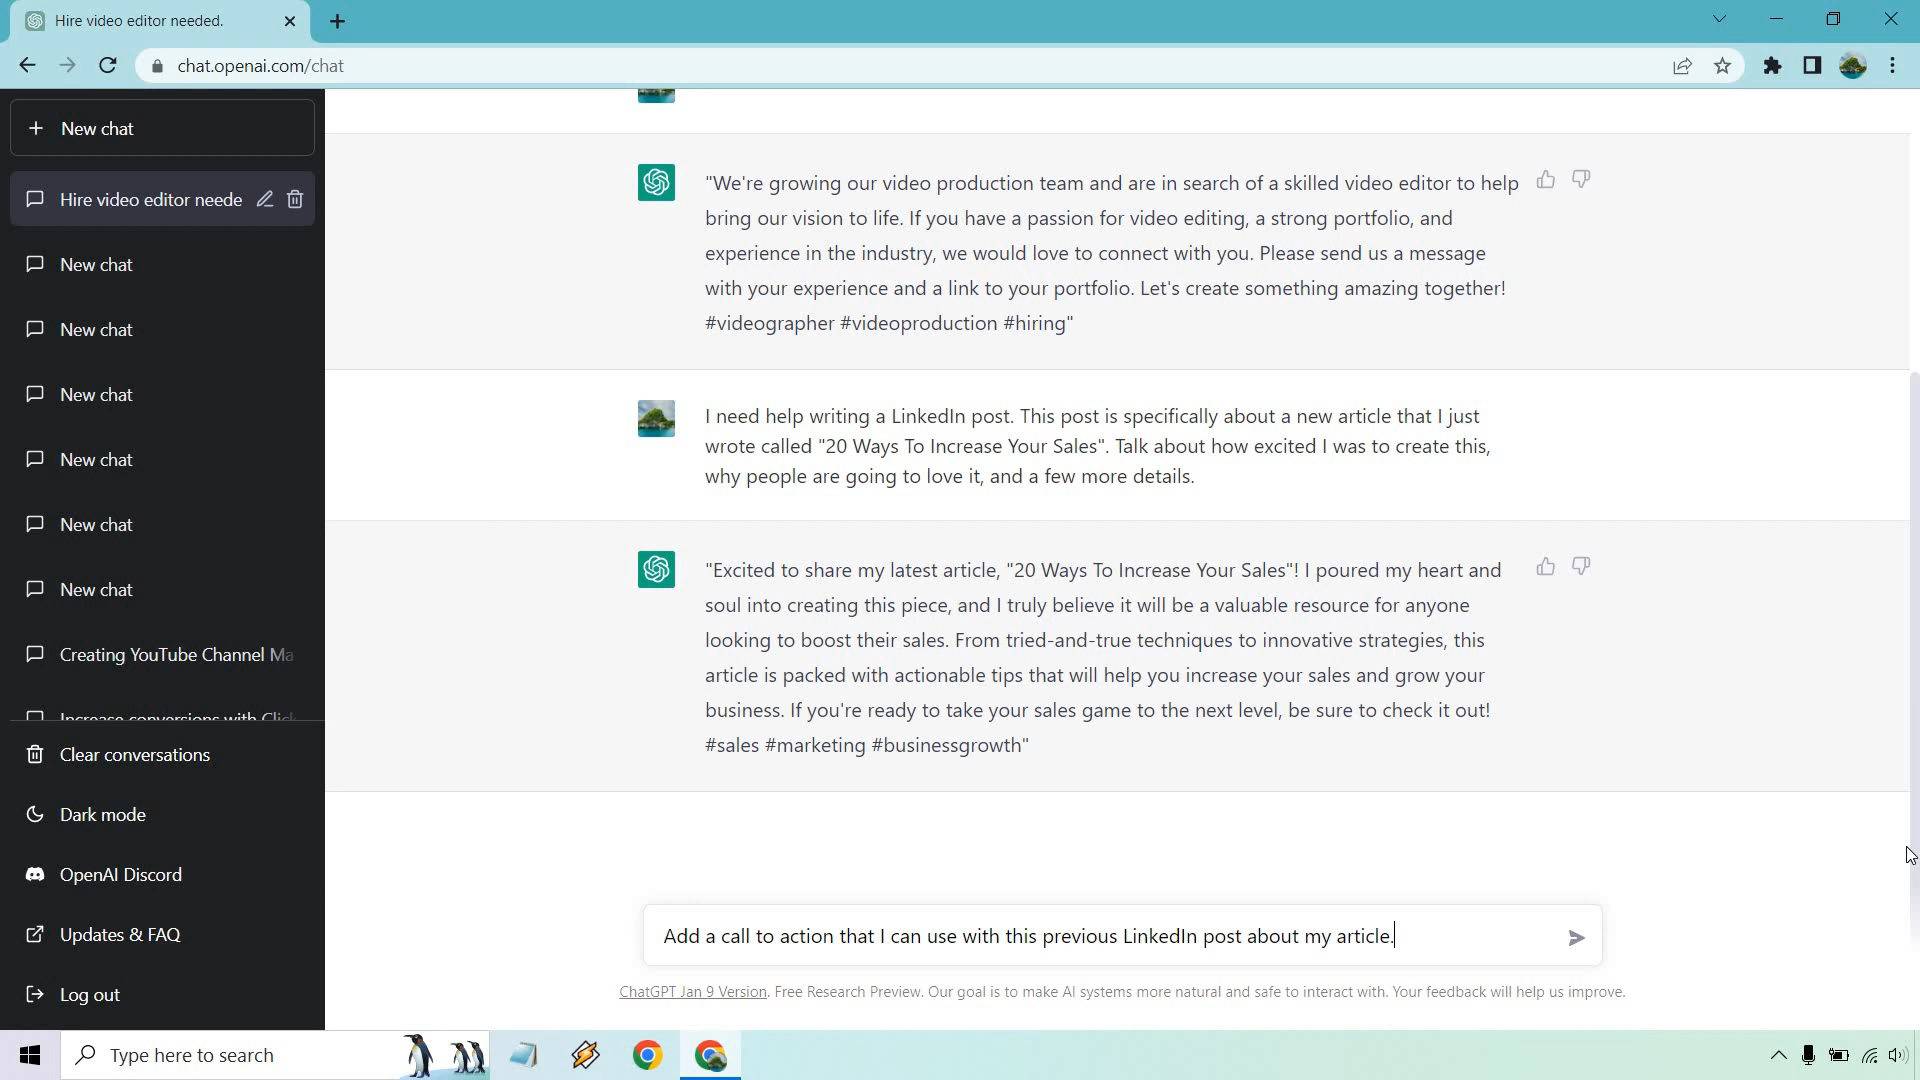 Hire video editor needed.
chat.openai.com/chat
New chat
Hire video editor neede
New chat
New chat
New chat
New chat
New chat
New chat
Creating YouTube Channel Ma
Increase conversions with Click
Clear conversations
Dark mode
OpenAI Discord
Updates & FAQ
Log out
"We're growing our video production team and are in search of a skilled video editor to help
bring our vision to life. If you have a passion for video editing, a strong portfolio, and
experience in the industry, we would love to connect with you. Please send us a message
with your experience and a link to your portfolio. Let's create something amazing together!
#videographer #videoproduction #hiring"
I need help writing a LinkedIn post. This post is specifically about a new article that I just
wrote called "20 Ways To Increase Your Sales". Talk about how excited I was to create this,
why people are going to love it, and a few more details.
"Excited to share my latest article, "20 Ways To Increase Your Sales"! I poured my heart and
soul into creating this piece, and I truly believe it will be a valuable resource for anyone
looking to boost their sales. From tried-and-true techniques to innovative strategies, this
article is packed with actionable tips that will help you increase your sales and grow your
business. If you're ready to take your sales game to the next level, be sure to check it out!
#sales #marketing #businessgrowth"
Add a call to action that I can use with this previous LinkedIn post about my article.
ChatGPT Jan 9 Version. Free Research Preview. Our goal is to make AI systems more natural and safe to interact with. Your feedback will help us improve.
Type here to search